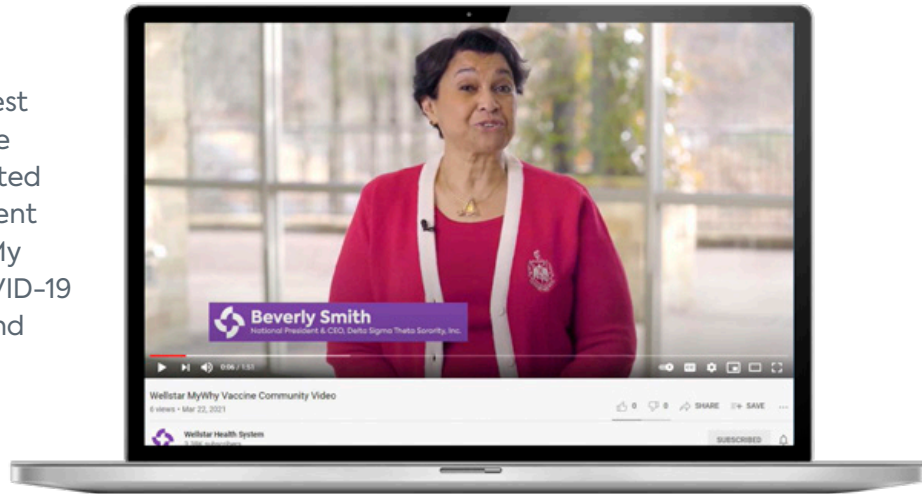 est
e
ted
ent
My
VID-19
nd
Beverly Smith
National President & CEO, Delta Sigma Theta Sorority, Inc.
0:06 / 1:51
Wellstar MyWhy Vaccine Community Video
6 views • Mar 22, 2021
0
0
SHARE
SAVE
Wellstar Health System
SUBSCRIBED